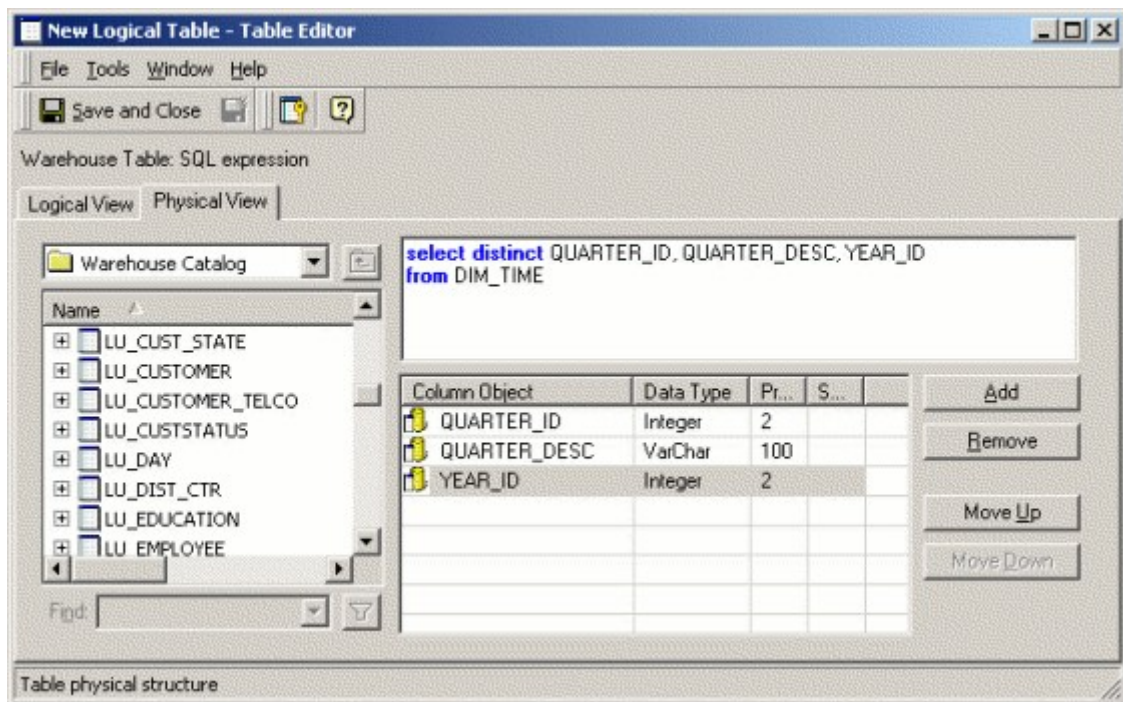 New Logical Table - Table Editor
File Tools Window Help
Save and Close
Warehouse Table: SQL expression
Logical View Physical View
Warehouse Catalog
Name
LU_CUST_STATE
LU_CUSTOMER
LU_CUSTOMER_TELCO
LU_CUSTSTATUS
LU_DAY
LU_DIST_CTR
LU_EDUCATION
LU_EMPLOYEE
Find:
select distinct QUARTER_ID, QUARTER_DESC, YEAR_ID
from DIM_TIME
Column Object Data Type Pr... S...
QUARTER_ID Integer 2
QUARTER_DESC VarChar 100
YEAR_ID Integer 2
Add
Remove
Move Up
Move Down
Table physical structure